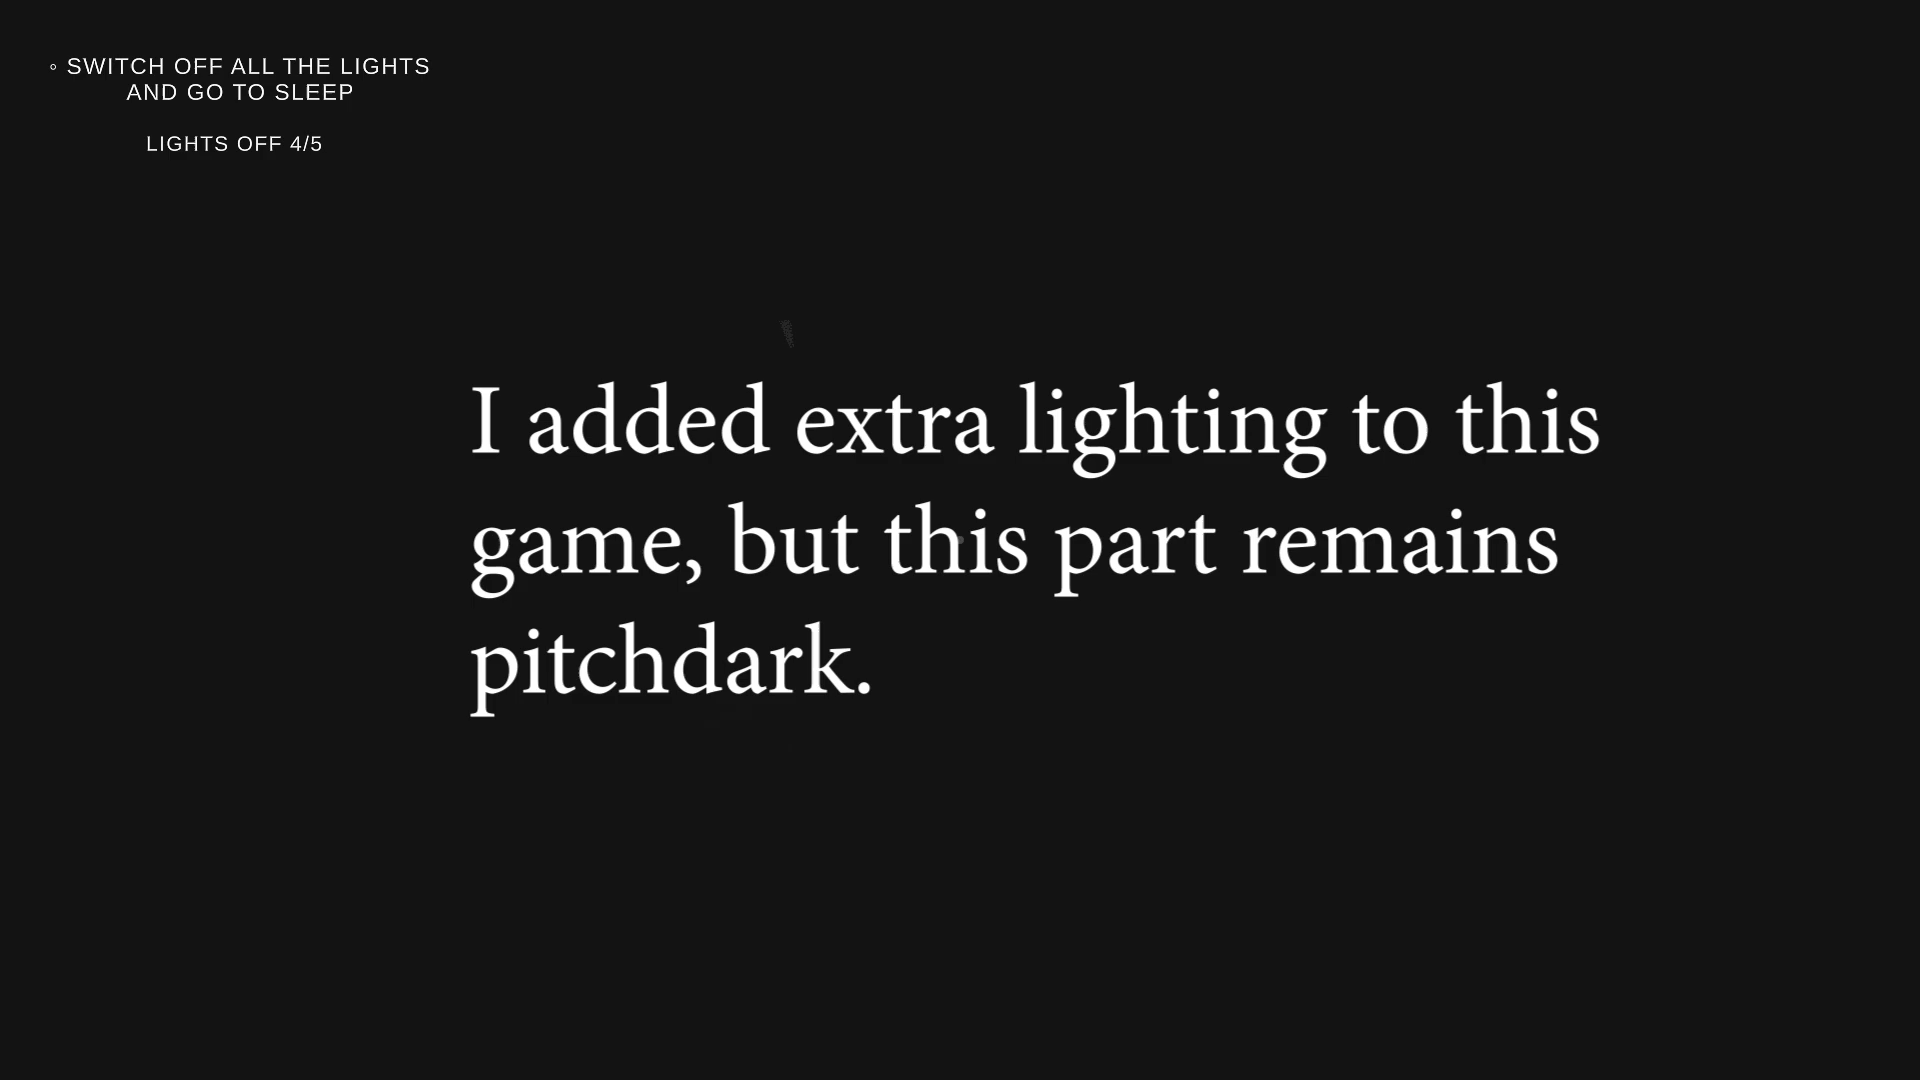 ◦ SWITCH OFF ALL THE LIGHTS
AND GO TO SLEEP
LIGHTS OFF 4/5
I added extra lighting to this
game, but this part remains
pitchdark.